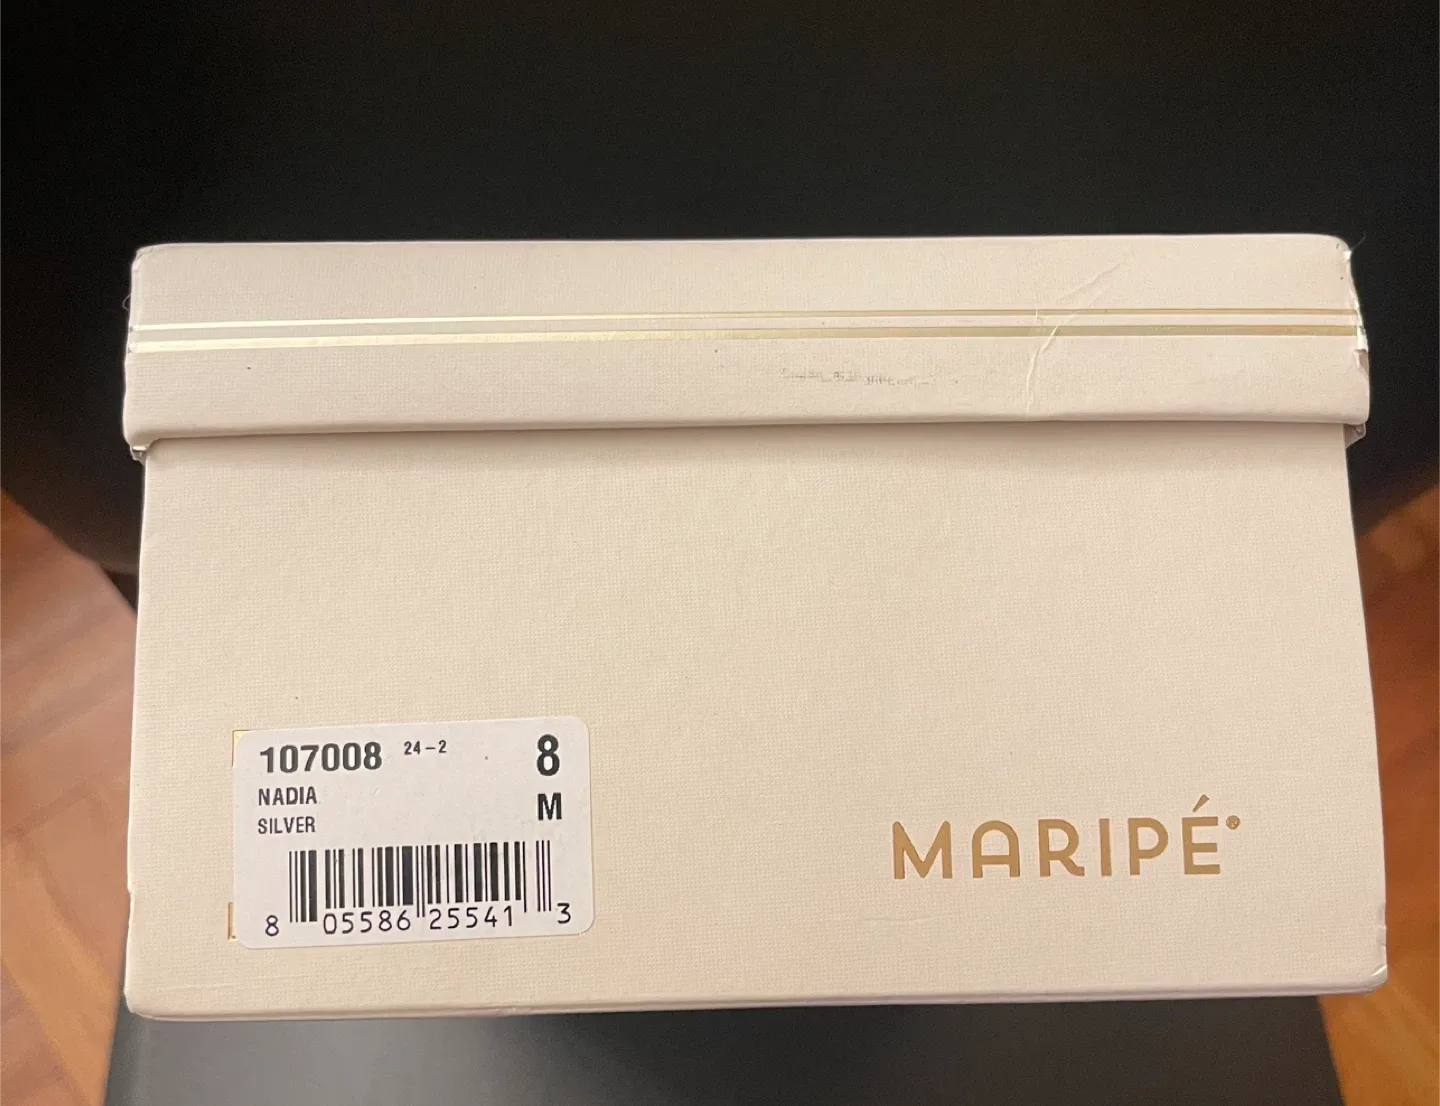 107008 24-2 8
NADIA M
SILVER
8 05586 25541 3
MARIPÉ®